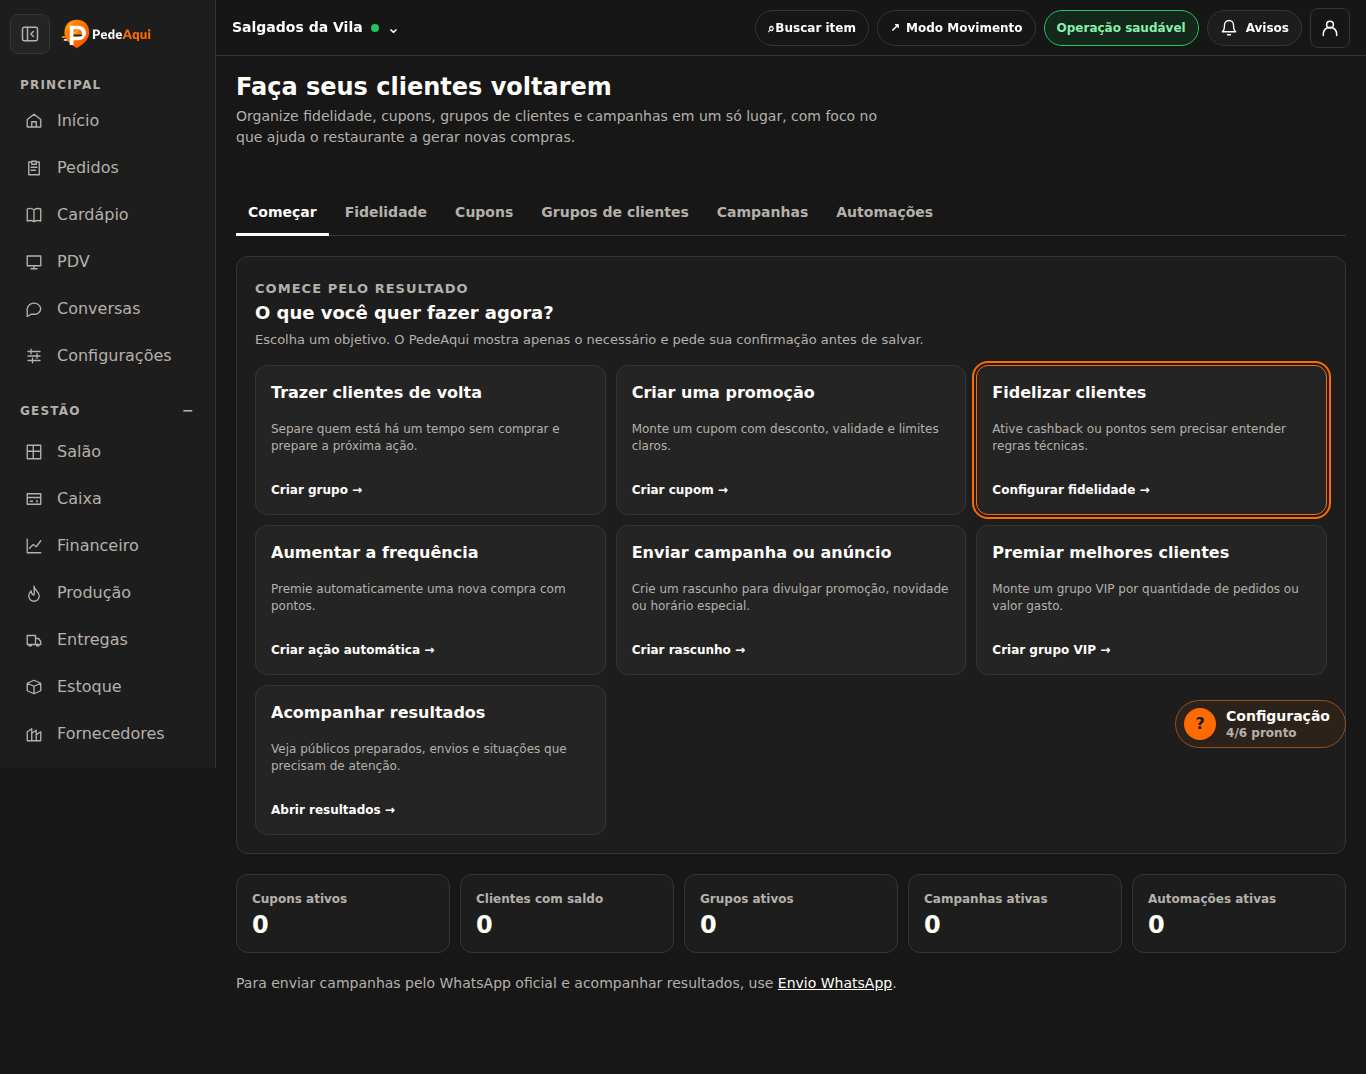 PedeAqui
PRINCIPAL
Início
Pedidos
Cardápio
PDV
Conversas
Configurações
GESTÃO
Salão
Caixa
Financeiro
Produção
Entregas
Estoque
Fornecedores
Salgados da Vila
Buscar item
↗ Modo Movimento
Operação saudável
Avisos
Faça seus clientes voltarem
Organize fidelidade, cupons, grupos de clientes e campanhas em um só lugar, com foco no
que ajuda o restaurante a gerar novas compras.
Começar Fidelidade Cupons Grupos de clientes Campanhas Automações
COMECE PELO RESULTADO
O que você quer fazer agora?
Escolha um objetivo. O PedeAqui mostra apenas o necessário e pede sua confirmação antes de salvar.
Trazer clientes de volta
Separe quem está há um tempo sem comprar e
prepare a próxima ação.
Criar grupo →
Criar uma promoção
Monte um cupom com desconto, validade e limites
claros.
Criar cupom →
Fidelizar clientes
Ative cashback ou pontos sem precisar entender
regras técnicas.
Configurar fidelidade →
Aumentar a frequência
Premie automaticamente uma nova compra com
pontos.
Criar ação automática →
Enviar campanha ou anúncio
Crie um rascunho para divulgar promoção, novidade
ou horário especial.
Criar rascunho →
Premiar melhores clientes
Monte um grupo VIP por quantidade de pedidos ou
valor gasto.
Criar grupo VIP →
Acompanhar resultados
Veja públicos preparados, envios e situações que
precisam de atenção.
Abrir resultados →
?
Configuração
4/6 pronto
Cupons ativos
0
Clientes com saldo
0
Grupos ativos
0
Campanhas ativas
0
Automações ativas
0
Para enviar campanhas pelo WhatsApp oficial e acompanhar resultados, use Envio WhatsApp.